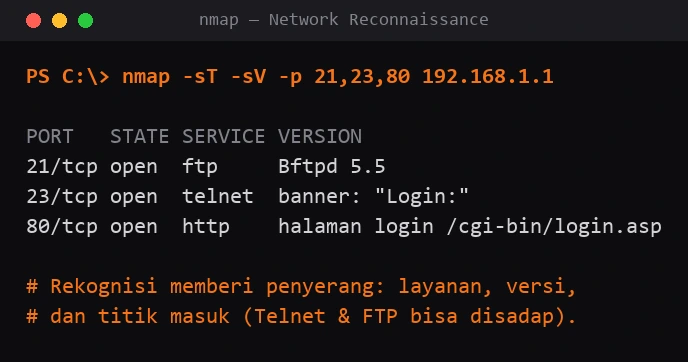 nmap — Network Reconnaissance
PS C:\> nmap -sT -sV -p 21,23,80 192.168.1.1
PORT   STATE SERVICE VERSION
21/tcp open  ftp     Bftpd 5.5
23/tcp open  telnet  banner: "Login:"
80/tcp open  http    halaman login /cgi-bin/login.asp
# Rekognisi memberi penyerang: layanan, versi,
# dan titik masuk (Telnet & FTP bisa disadap).